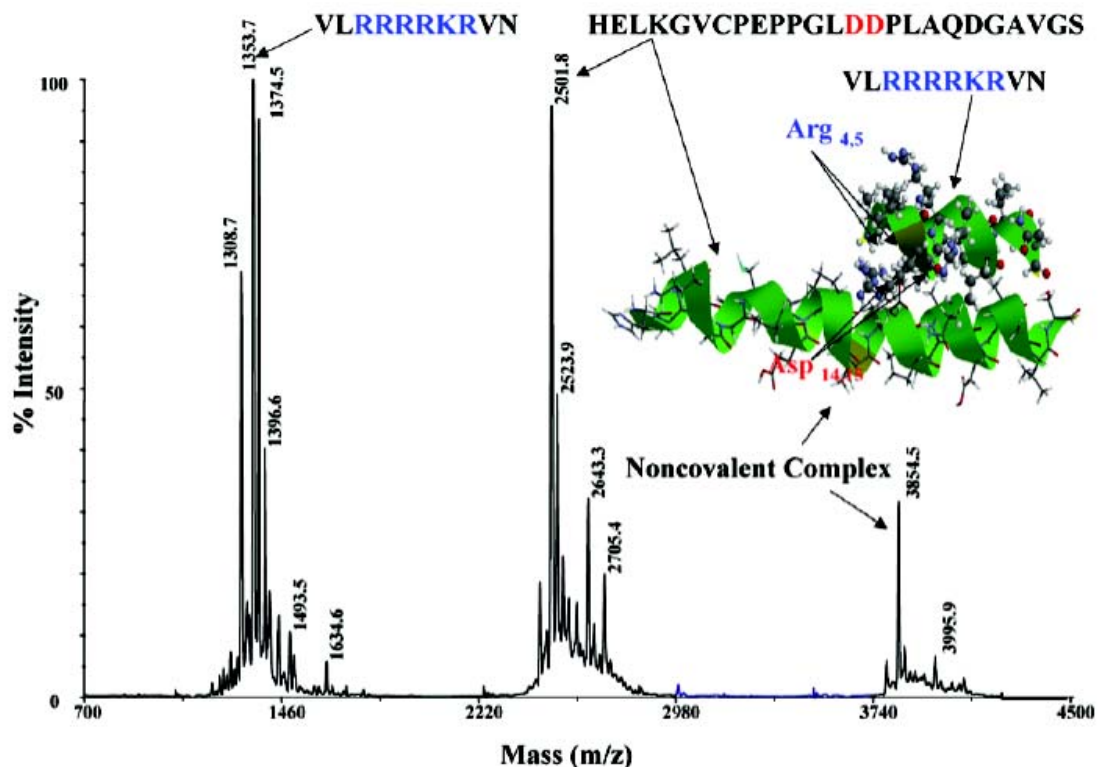 VLRRRRKRVN
HELKGVCPEPPGLDDPLAQDGAVGS
VLRRRRKRVN
Arg 4,5
Asp 14,15
Noncovalent Complex
100
50
0
% Intensity
1308.7
1353.7
1374.5
1396.6
1493.5
1634.6
2501.8
2523.9
2643.3
2705.4
3854.5
3995.9
700
1460
2220
2980
3740
4500
Mass (m/z)